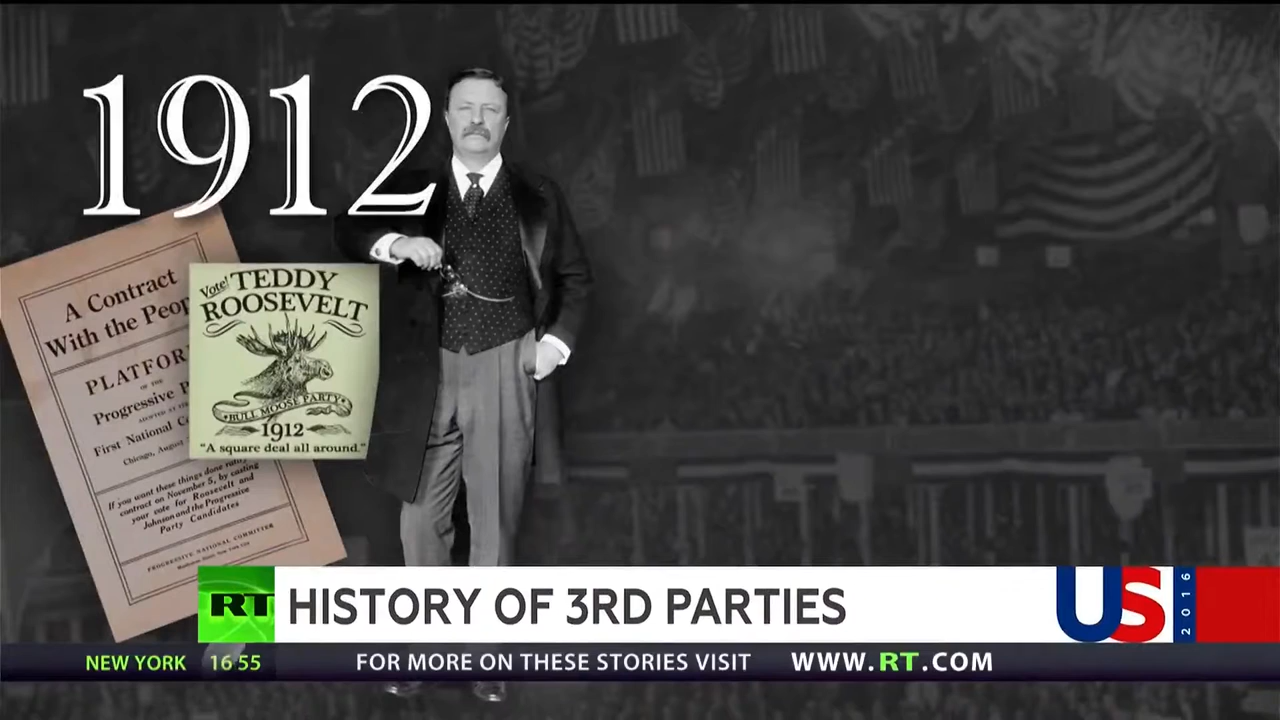 1912
A Contract
With the
PLATFORM
OF THE
Progressive
First National
Chicago, August
If you want these things done
contract on November 5, by casting
your vote for Roosevelt and
Johnson and the Progressive
Party Candidates
PROGRESSIVE NATIONAL COMMITTEE
Vote! TEDDY
ROOSEVELT
BULL MOOSE PARTY
1912
"A square deal all around."
RT HISTORY OF 3RD PARTIES
US 2016
NEW YORK 16:55 FOR MORE ON THESE STORIES VISIT WWW.RT.COM